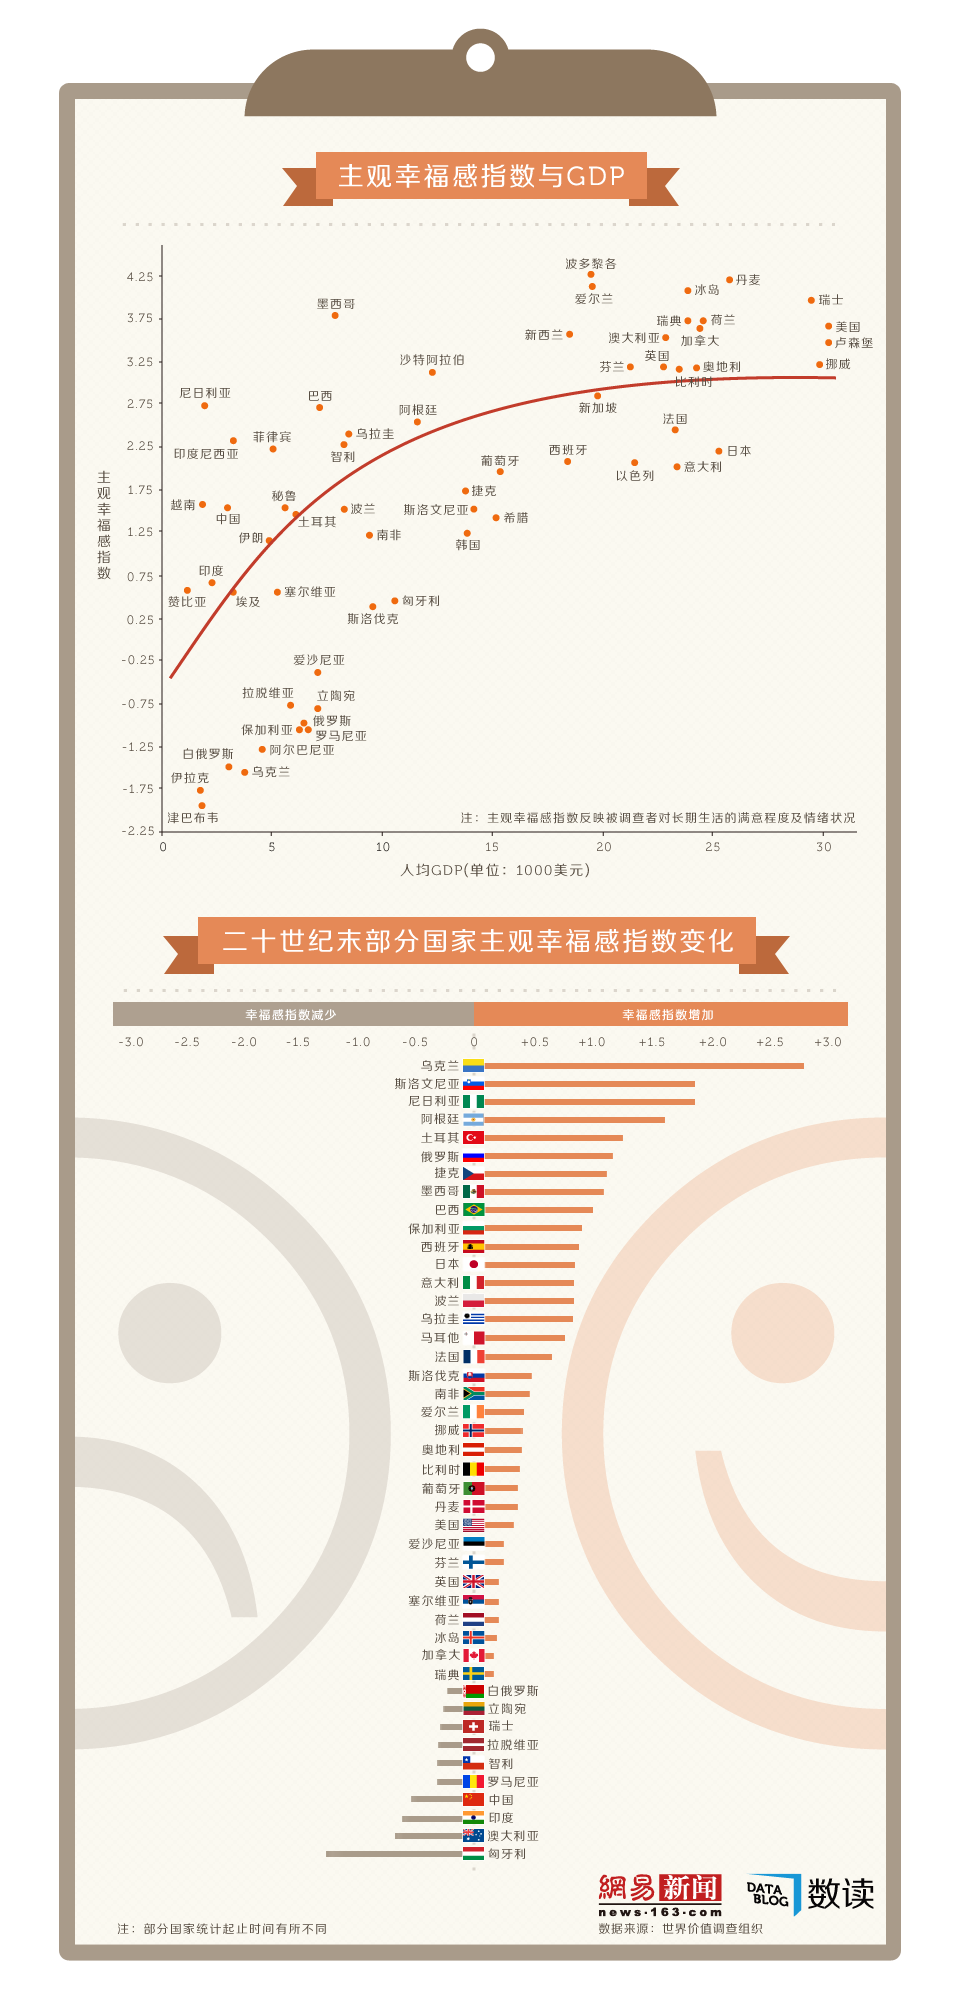 主观幸福感指数与GDP
4.25
3.75
3.25
2.75
2.25
1.75
1.25
0.75
0.25
-0.25
-0.75
-1.25
-1.75
-2.25
主观幸福感指数
波多黎各
丹麦
冰岛
爱尔兰
瑞士
墨西哥
瑞典
荷兰
美国
新西兰
澳大利亚
加拿大
卢森堡
沙特阿拉伯
英国
芬兰
奥地利
挪威
比利时
尼日利亚
巴西
阿根廷
新加坡
法国
菲律宾
乌拉圭
印度尼西亚
智利
西班牙
日本
葡萄牙
以色列
意大利
捷克
越南
秘鲁
中国
土耳其
波兰
斯洛文尼亚
希腊
伊朗
南非
韩国
印度
赞比亚
埃及
塞尔维亚
匈牙利
斯洛伐克
爱沙尼亚
拉脱维亚
立陶宛
俄罗斯
保加利亚
罗马尼亚
白俄罗斯
阿尔巴尼亚
伊拉克
乌克兰
津巴布韦
注：主观幸福感指数反映被调查者对长期生活的满意程度及情绪状况
0 5 10 15 20 25 30
人均GDP(单位：1000美元)
二十世纪末部分国家主观幸福感指数变化
幸福感指数减少 幸福感指数增加
-3.0 -2.5 -2.0 -1.5 -1.0 -0.5 0 +0.5 +1.0 +1.5 +2.0 +2.5 +3.0
乌克兰
斯洛文尼亚
尼日利亚
阿根廷
土耳其
俄罗斯
捷克
墨西哥
巴西
保加利亚
西班牙
日本
意大利
波兰
乌拉圭
马耳他
法国
斯洛伐克
南非
爱尔兰
挪威
奥地利
比利时
葡萄牙
丹麦
美国
爱沙尼亚
芬兰
英国
塞尔维亚
荷兰
冰岛
加拿大
瑞典
白俄罗斯
立陶宛
瑞士
拉脱维亚
智利
罗马尼亚
中国
印度
澳大利亚
匈牙利
網易新闻
news·163·com
DATA BLOG 数读
注：部分国家统计起止时间有所不同
数据来源：世界价值调查组织